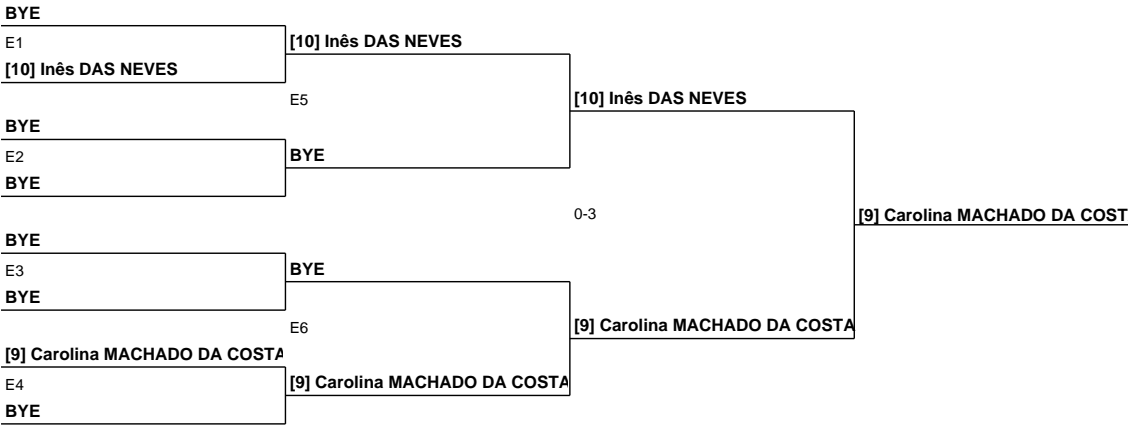 BYE
E1
[10] Inês DAS NEVES
[10] Inês DAS NEVES
E5
[10] Inês DAS NEVES
BYE
E2
BYE
BYE
0-3
[9] Carolina MACHADO DA COST
BYE
E3
BYE
BYE
E6
[9] Carolina MACHADO DA COSTA
[9] Carolina MACHADO DA COSTA
E4
[9] Carolina MACHADO DA COSTA
BYE